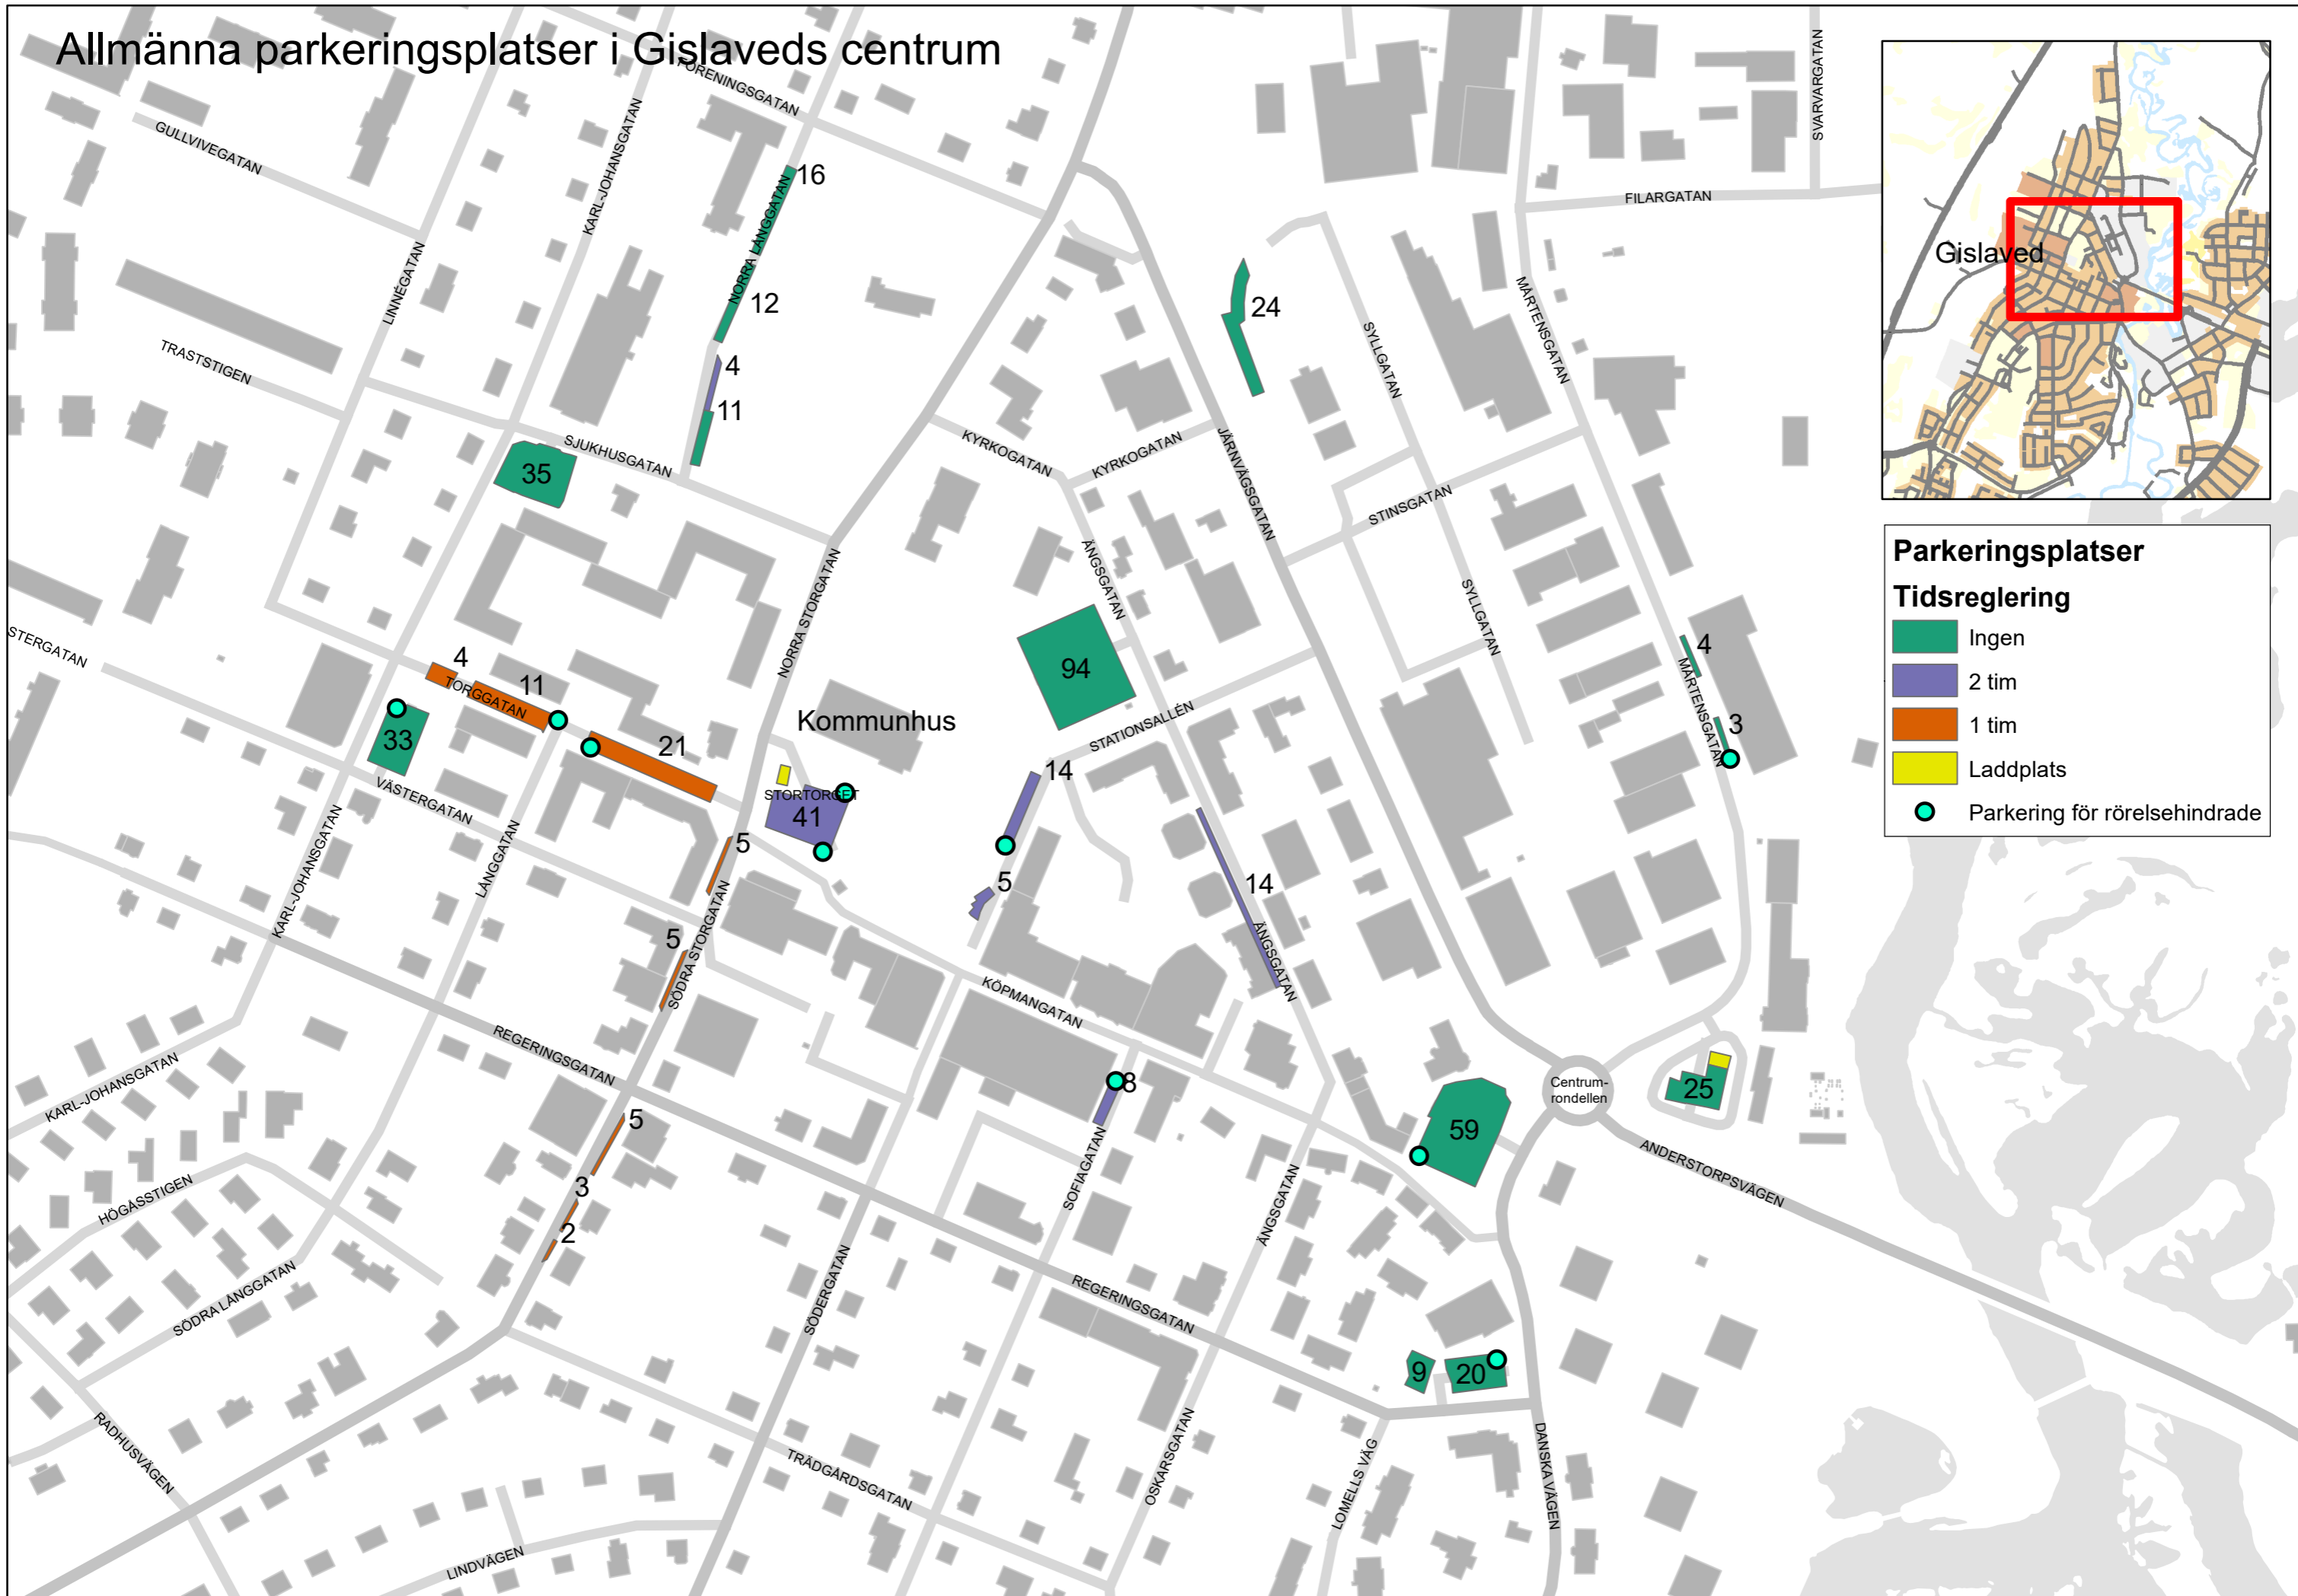 Allmänna parkeringsplatser i Gislaveds centrum
FÖRENINGSGATAN
GULLVIVEGATAN
KARL-JOHANSGATAN
SVARVARGATAN
16
NORRA LÅNGGATAN
FILARGATAN
LINNÉGATAN
Gislaved
12
24
MÅRTENSGATAN
TRASTSTIGEN
4
SYLLGATAN
11
SJUKHUSGATAN
KYRKOGATAN
KYRKOGATAN
JÄRNVÄGSGATAN
35
STINSGATAN
Parkeringsplatser
Tidsreglering
Ingen
2 tim
1 tim
Laddplats
Parkering för rörelsehindrade
ÄNGSGATAN
NORRA STORGATAN
SYLLGATAN
STERGATAN
4
11
TORGGATAN
94
4
MÅRTENSGATAN
3
Kommunhus
STATIONSALLÉN
33
21
14
VÄSTERGATAN
STORTORGET
41
5
KARL-JOHANSGATAN
LÅNGGATAN
5
14
SÖDRA STORGATAN
5
ÄNGSGATAN
KÖPMANGATAN
REGERINGSGATAN
KARL-JOHANSGATAN
8
Centrum-
rondellen
25
5
59
SOFIAGATAN
ANDERSTORPSVÄGEN
HÖGÅSSTIGEN
3
2
ÄNGSGATAN
SÖDRA LÅNGGATAN
SÖDERGATAN
REGERINGSGATAN
9
20
RADHUSVÄGEN
TRÄDGÅRDSGATAN
OSKARSGATAN
LOMELLS VÄG
DANSKA VÄGEN
LINDVÄGEN